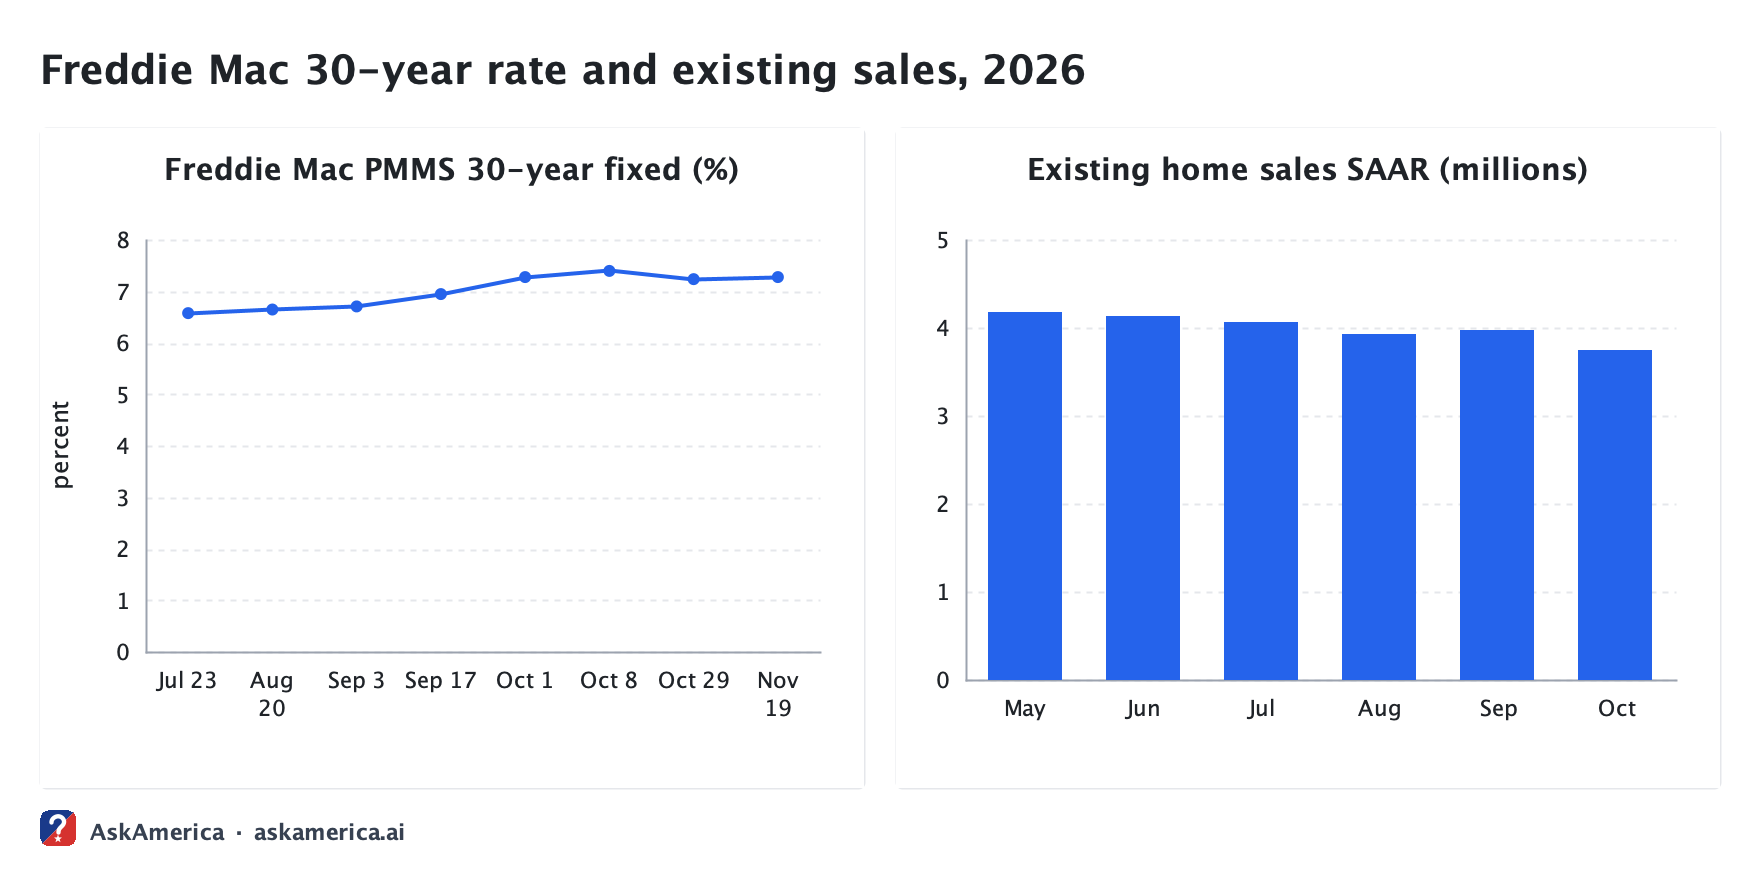 Freddie Mac 30-year rate and existing sales, 2026
Freddie Mac PMMS 30-year fixed (%)
percent
8
7
6
5
4
3
2
1
0
Jul 23
Aug 20
Sep 3
Sep 17
Oct 1
Oct 8
Oct 29
Nov 19
Existing home sales SAAR (millions)
5
4
3
2
1
0
May
Jun
Jul
Aug
Sep
Oct
AskAmerica · askamerica.ai